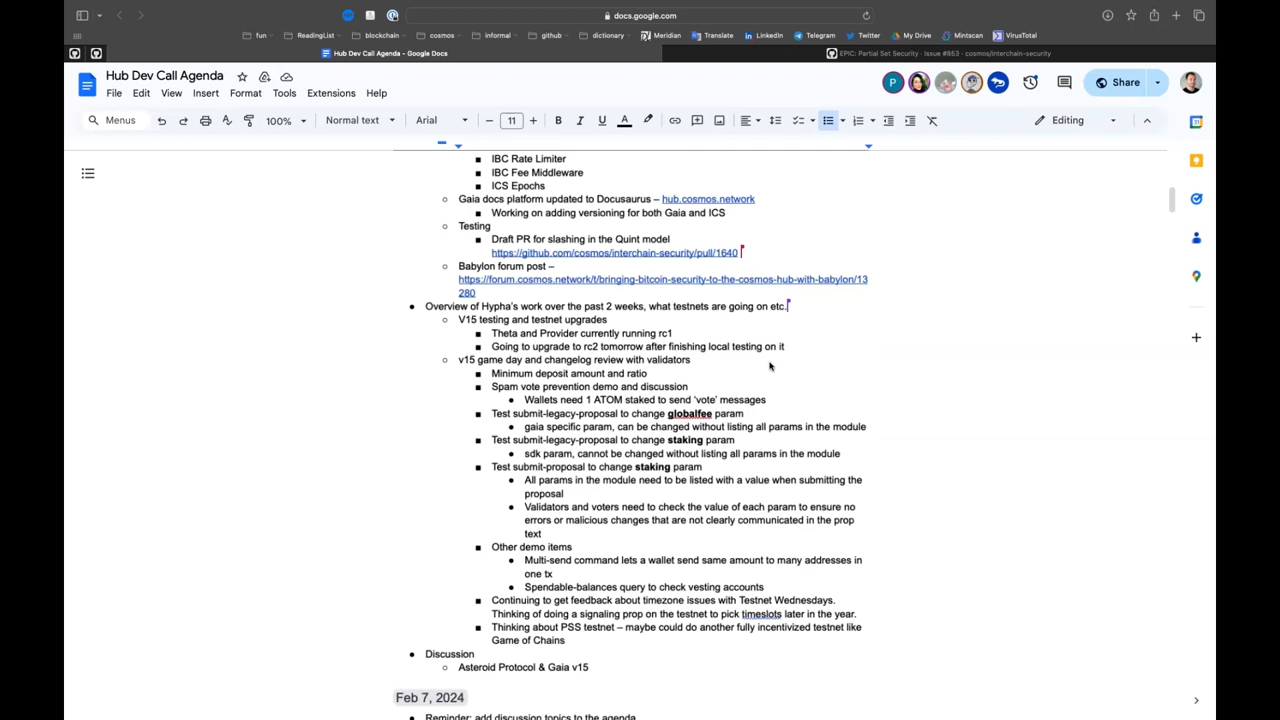 docs.google.com
fun
ReadingList
blockchain
cosmos
informal
github
dictionary
Meridian
Translate
LinkedIn
Telegram
Twitter
My Drive
Mintscan
VirusTotal
Hub Dev Call Agenda - Google Docs
EPIC: Partial Set Security · Issue #853 · cosmos/interchain-security
Hub Dev Call Agenda
File Edit View Insert Format Tools Extensions Help
Share
Menus
100%
Normal text
Arial
11
B I U A
Editing
P
■ IBC Rate Limiter
■ IBC Fee Middleware
■ ICS Epochs
○ Gaia docs platform updated to Docusaurus – hub.cosmos.network
■ Working on adding versioning for both Gaia and ICS
○ Testing
■ Draft PR for slashing in the Quint model
https://github.com/cosmos/interchain-security/pull/1640
○ Babylon forum post –
https://forum.cosmos.network/t/bringing-bitcoin-security-to-the-cosmos-hub-with-babylon/13
280
● Overview of Hypha's work over the past 2 weeks, what testnets are going on etc.
○ V15 testing and testnet upgrades
■ Theta and Provider currently running rc1
■ Going to upgrade to rc2 tomorrow after finishing local testing on it
○ v15 game day and changelog review with validators
■ Minimum deposit amount and ratio
■ Spam vote prevention demo and discussion
● Wallets need 1 ATOM staked to send 'vote' messages
■ Test submit-legacy-proposal to change globalfee param
● gaia specific param, can be changed without listing all params in the module
■ Test submit-legacy-proposal to change staking param
● sdk param, cannot be changed without listing all params in the module
■ Test submit-proposal to change staking param
● All params in the module need to be listed with a value when submitting the
proposal
● Validators and voters need to check the value of each param to ensure no
errors or malicious changes that are not clearly communicated in the prop
text
■ Other demo items
● Multi-send command lets a wallet send same amount to many addresses in
one tx
● Spendable-balances query to check vesting accounts
■ Continuing to get feedback about timezone issues with Testnet Wednesdays.
Thinking of doing a signaling prop on the testnet to pick timeslots later in the year.
■ Thinking about PSS testnet – maybe could do another fully incentivized testnet like
Game of Chains
● Discussion
○ Asteroid Protocol & Gaia v15
Feb 7, 2024
● Reminder: add discussion topics to the agenda